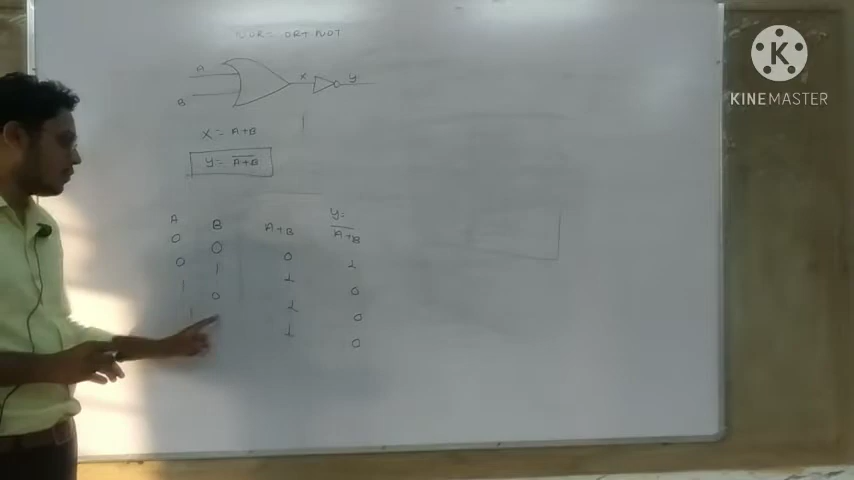 NOR = OR + NOT
A
X
Y
B
X = A+B
Y = A̅+̅B̅
A B A+B Y = A̅+̅B̅
0 0 0 1
0 1 1 0
1 0 1 0
1 1 0
KINEMASTER